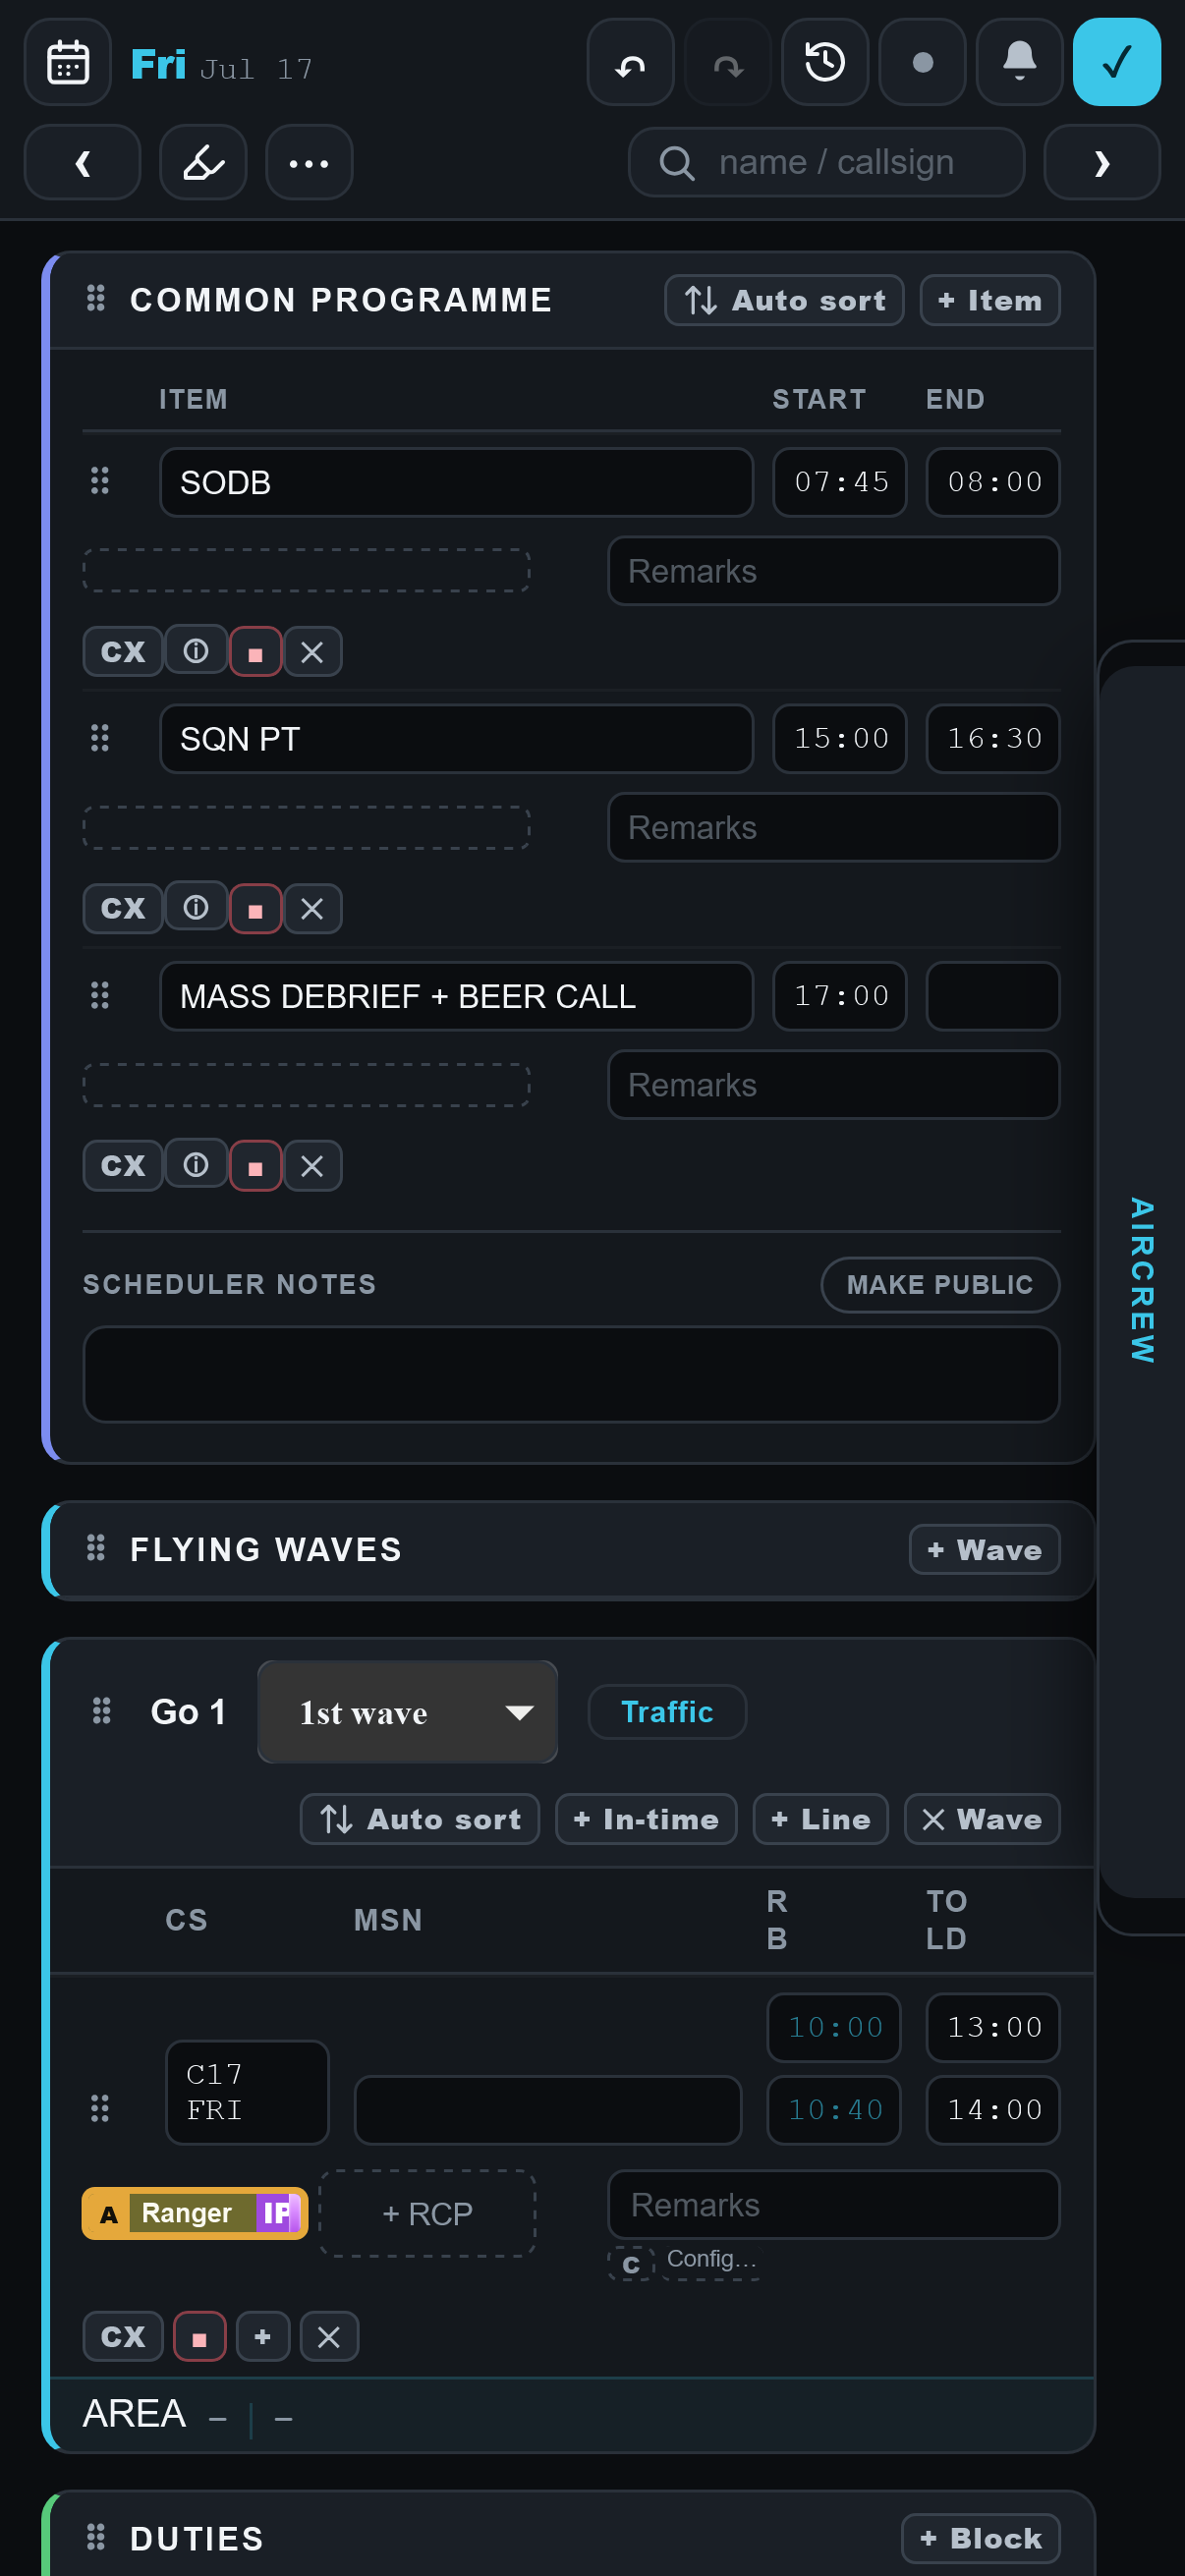 Fri Jul 17
name / callsign
COMMON PROGRAMME
Auto sort
+ Item
ITEM START END
SODB 07:45 08:00
Remarks
CX
SQN PT 15:00 16:30
Remarks
CX
MASS DEBRIEF + BEER CALL 17:00
Remarks
CX
SCHEDULER NOTES
MAKE PUBLIC
AIRCREW
FLYING WAVES
+ Wave
Go 1 1st wave Traffic
Auto sort + In-time + Line × Wave
CS MSN R TO
B LD
10:00 13:00
C17
FRI
10:40 14:00
A Ranger IP + RCP Remarks
C Config...
CX +
AREA – | –
DUTIES
+ Block